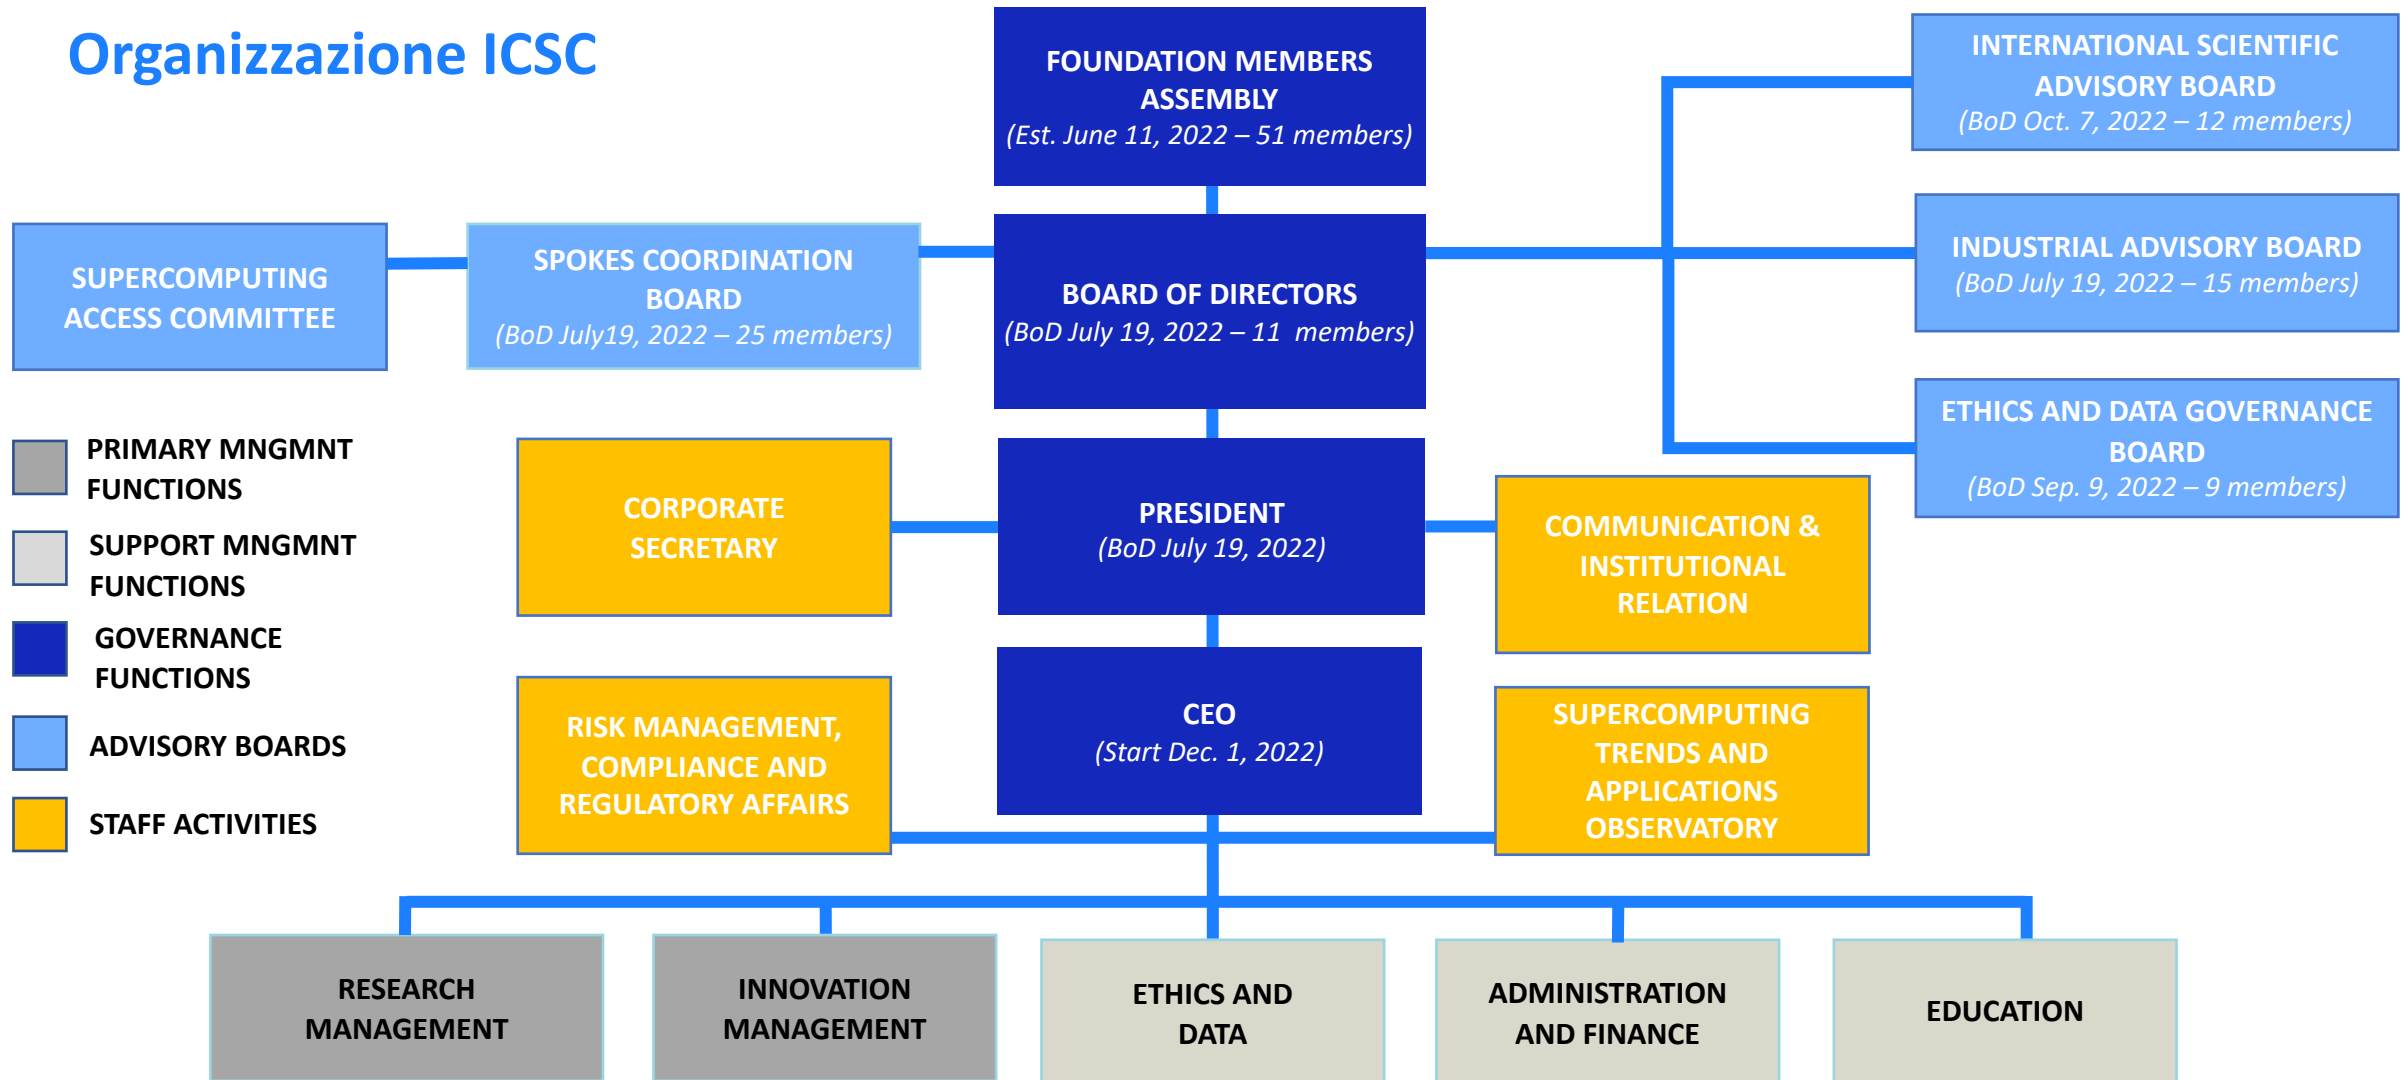 Organizzazione ICSC
FOUNDATION MEMBERS
ASSEMBLY
(Est. June 11, 2022 – 51 members)
INTERNATIONAL SCIENTIFIC
ADVISORY BOARD
(BoD Oct. 7, 2022 – 12 members)
SUPERCOMPUTING
ACCESS COMMITTEE
SPOKES COORDINATION
BOARD
(BoD July19, 2022 – 25 members)
BOARD OF DIRECTORS
(BoD July 19, 2022 – 11  members)
INDUSTRIAL ADVISORY BOARD
(BoD July 19, 2022 – 15 members)
ETHICS AND DATA GOVERNANCE
BOARD
(BoD Sep. 9, 2022 – 9 members)
PRIMARY MNGMNT
FUNCTIONS
SUPPORT MNGMNT
FUNCTIONS
GOVERNANCE
FUNCTIONS
ADVISORY BOARDS
STAFF ACTIVITIES
CORPORATE
SECRETARY
PRESIDENT
(BoD July 19, 2022)
COMMUNICATION &
INSTITUTIONAL
RELATION
RISK MANAGEMENT,
COMPLIANCE AND
REGULATORY AFFAIRS
CEO
(Start Dec. 1, 2022)
SUPERCOMPUTING
TRENDS AND
APPLICATIONS
OBSERVATORY
RESEARCH
MANAGEMENT
INNOVATION
MANAGEMENT
ETHICS AND
DATA
ADMINISTRATION
AND FINANCE
EDUCATION